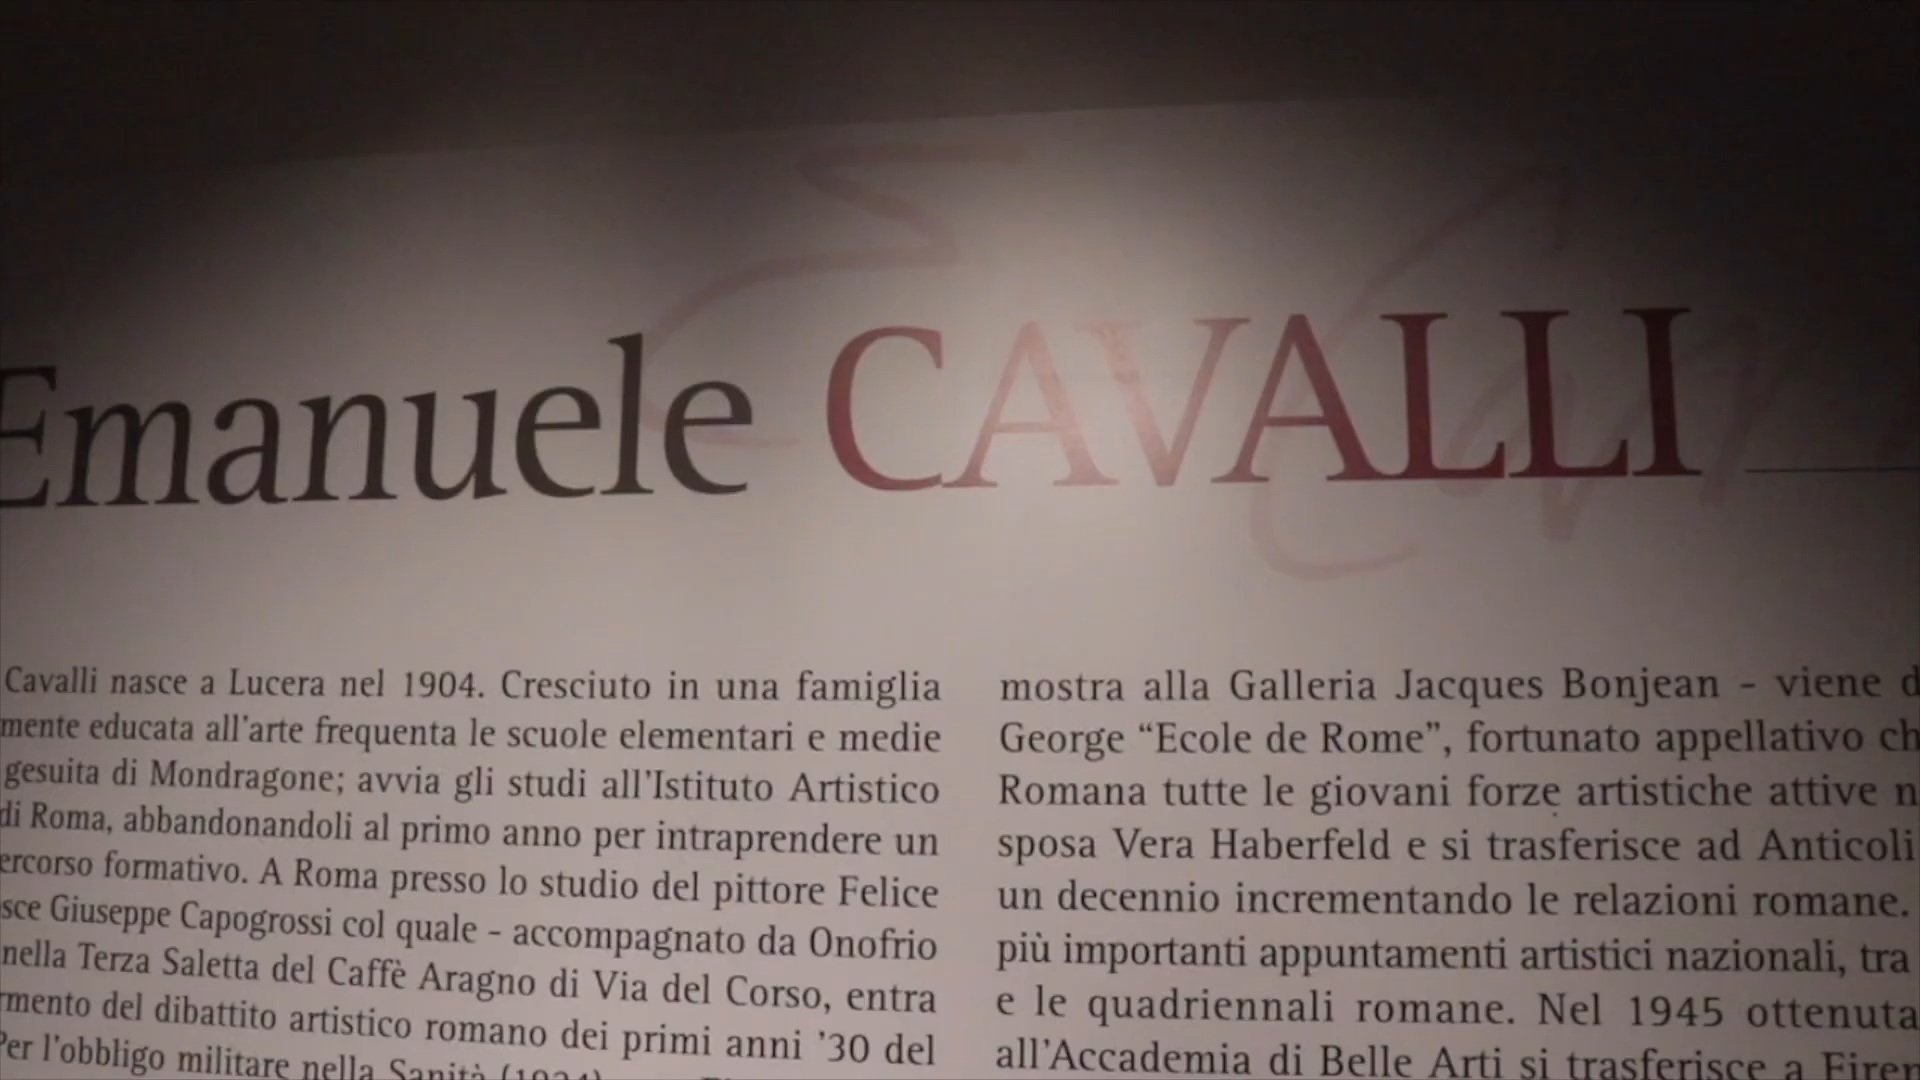 Emanuele CAVALLI
Cavalli nasce a Lucera nel 1904. Cresciuto in una famiglia
mente educata all'arte frequenta le scuole elementari e medie
gesuita di Mondragone; avvia gli studi all'Istituto Artistico
di Roma, abbandonandoli al primo anno per intraprendere un
ercorso formativo. A Roma presso lo studio del pittore Felice
sce Giuseppe Capogrossi col quale – accompagnato da Onofrio
nella Terza Saletta del Caffè Aragno di Via del Corso, entra
rmento del dibattito artistico romano dei primi anni '30 del
Per l'obbligo militare nella Sanità
mostra alla Galleria Jacques Bonjean – viene d
George “Ecole de Rome”, fortunato appellativo ch
Romana tutte le giovani forze artistiche attive n
sposa Vera Haberfeld e si trasferisce ad Anticoli
un decennio incrementando le relazioni romane.
più importanti appuntamenti artistici nazionali, tra
e le quadriennali romane. Nel 1945 ottenuta
all'Accademia di Belle Arti si trasferisce a Firen